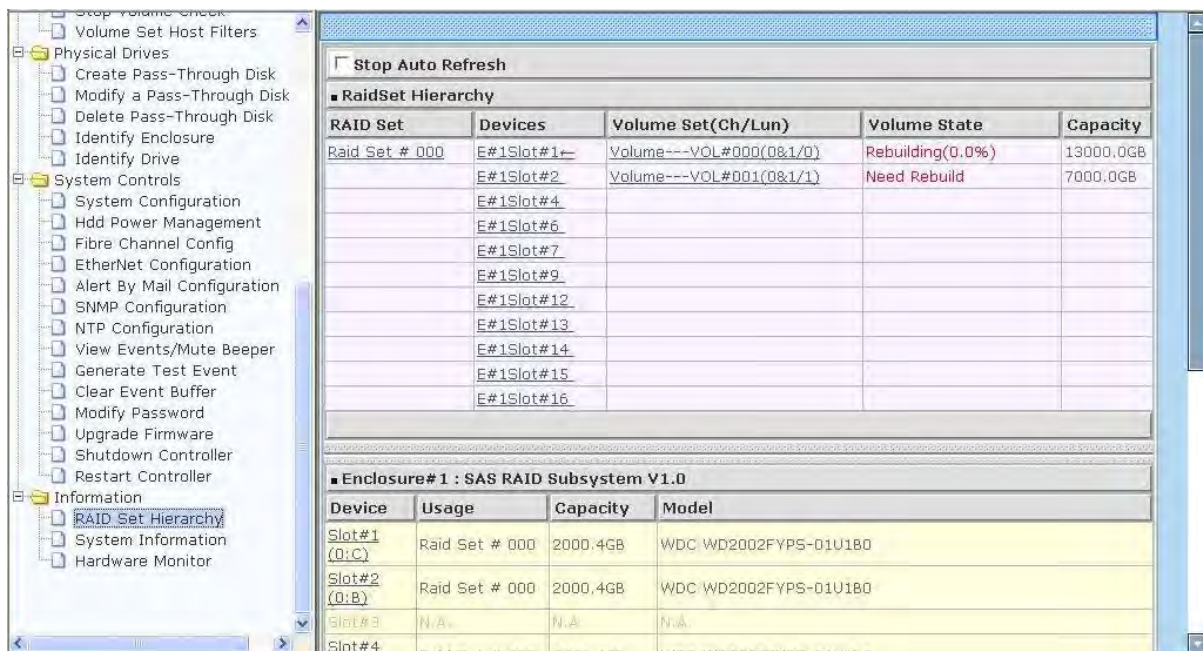 Stop Volume Check
Volume Set Host Filters
Physical Drives
Create Pass-Through Disk
Modify a Pass-Through Disk
Delete Pass-Through Disk
Identify Enclosure
Identify Drive
System Controls
System Configuration
Hdd Power Management
Fibre Channel Config
EtherNet Configuration
Alert By Mail Configuration
SNMP Configuration
NTP Configuration
View Events/Mute Beeper
Generate Test Event
Clear Event Buffer
Modify Password
Upgrade Firmware
Shutdown Controller
Restart Controller
Information
RAID Set Hierarchy
System Information
Hardware Monitor
Stop Auto Refresh
RaidSet Hierarchy
RAID Set Devices Volume Set(Ch/Lun) Volume State Capacity
Raid Set # 000 E#1Slot#1← Volume---VOL#000(0&1/0) Rebuilding(0.0%) 13000.0GB
E#1Slot#2 Volume---VOL#001(0&1/1) Need Rebuild 7000.0GB
E#1Slot#4
E#1Slot#6
E#1Slot#7
E#1Slot#9
E#1Slot#12
E#1Slot#13
E#1Slot#14
E#1Slot#15
E#1Slot#16
Enclosure#1 : SAS RAID Subsystem V1.0
Device Usage Capacity Model
Slot#1 (0:C) Raid Set # 000 2000.4GB WDC WD2002FYPS-01U1B0
Slot#2 (0:B) Raid Set # 000 2000.4GB WDC WD2002FYPS-01U1B0
Slot#3 N.A. N.A. N.A.
Slot#4